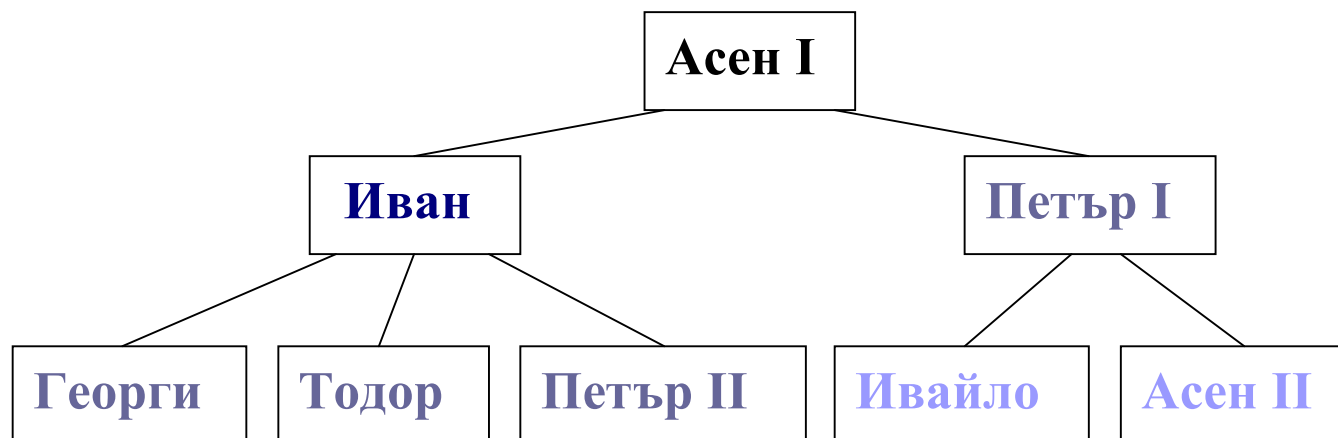 Асен I
Иван
Петър I
Георги
Тодор
Петър II
Ивайло
Асен II